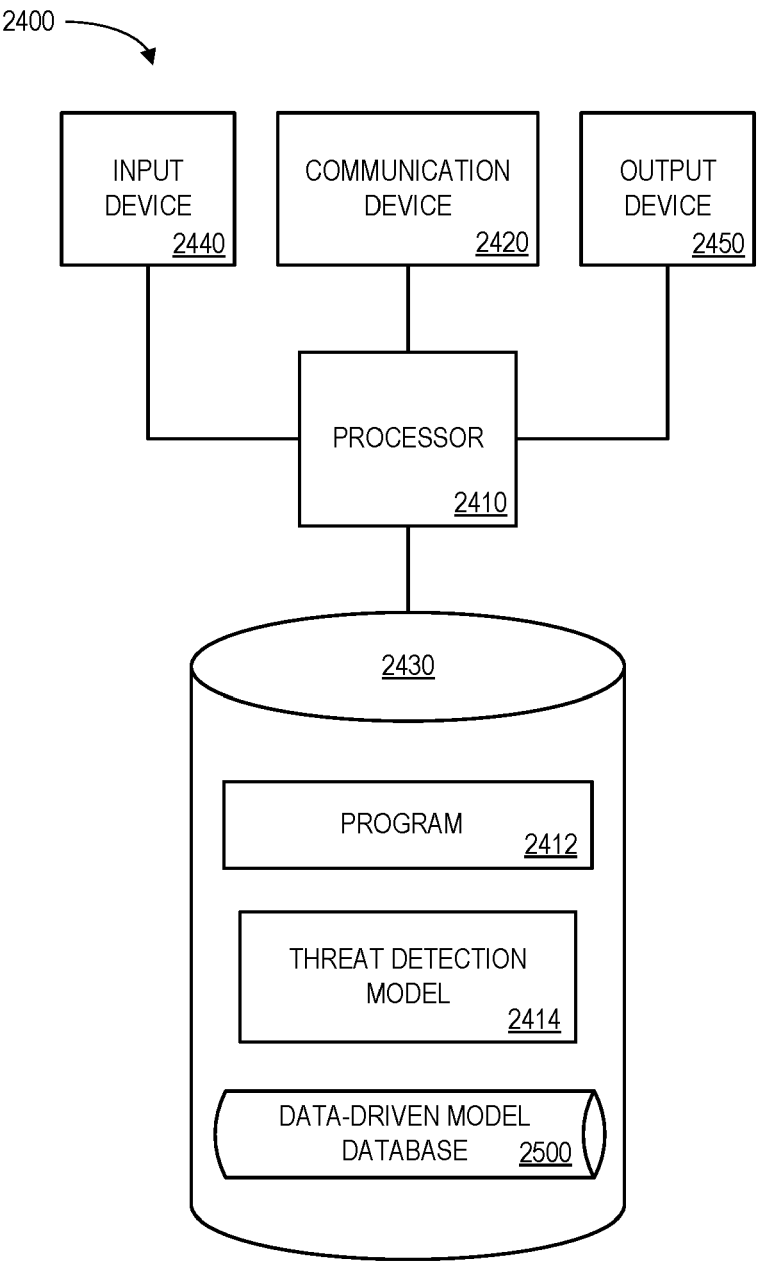 2400
INPUT
DEVICE
2440
COMMUNICATION
DEVICE
2420
OUTPUT
DEVICE
2450
PROCESSOR
2410
2430
PROGRAM
2412
THREAT DETECTION
MODEL
2414
DATA-DRIVEN MODEL
DATABASE
2500